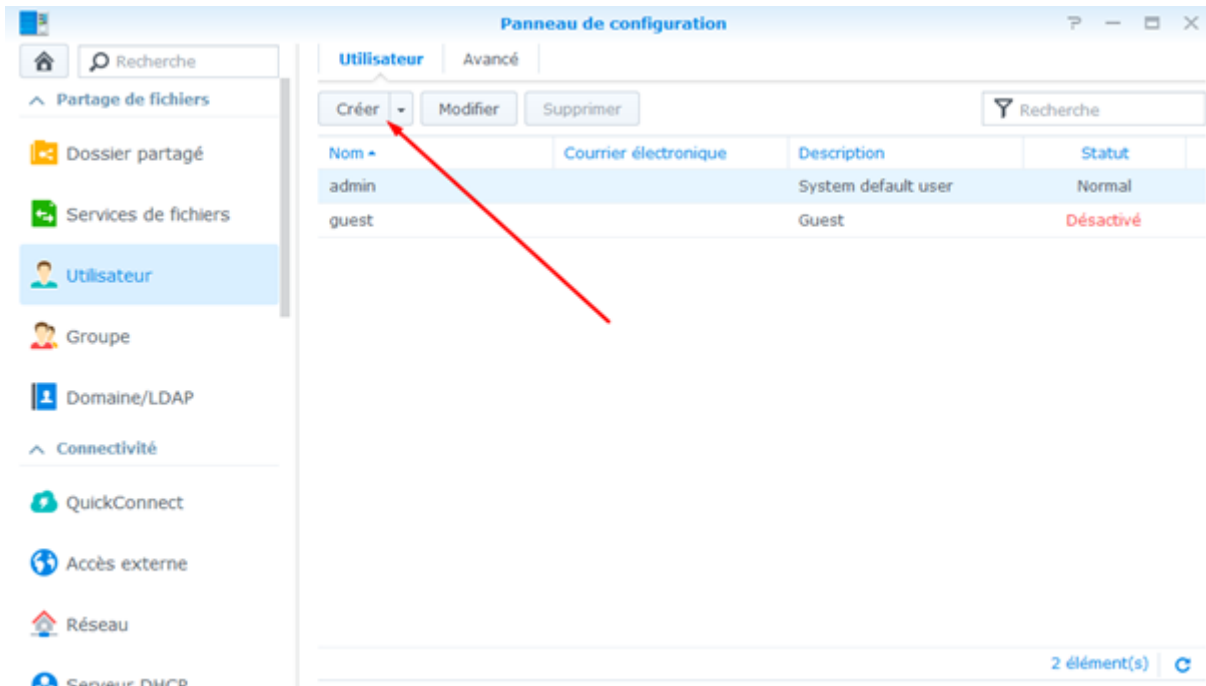 Panneau de configuration
Recherche
Partage de fichiers
Dossier partagé
Services de fichiers
Utilisateur
Groupe
Domaine/LDAP
Connectivité
QuickConnect
Accès externe
Réseau
Serveur DHCP
Utilisateur Avancé
Créer Modifier Supprimer Recherche
Nom Courrier électronique Description Statut
admin System default user Normal
guest Guest Désactivé
2 élément(s)